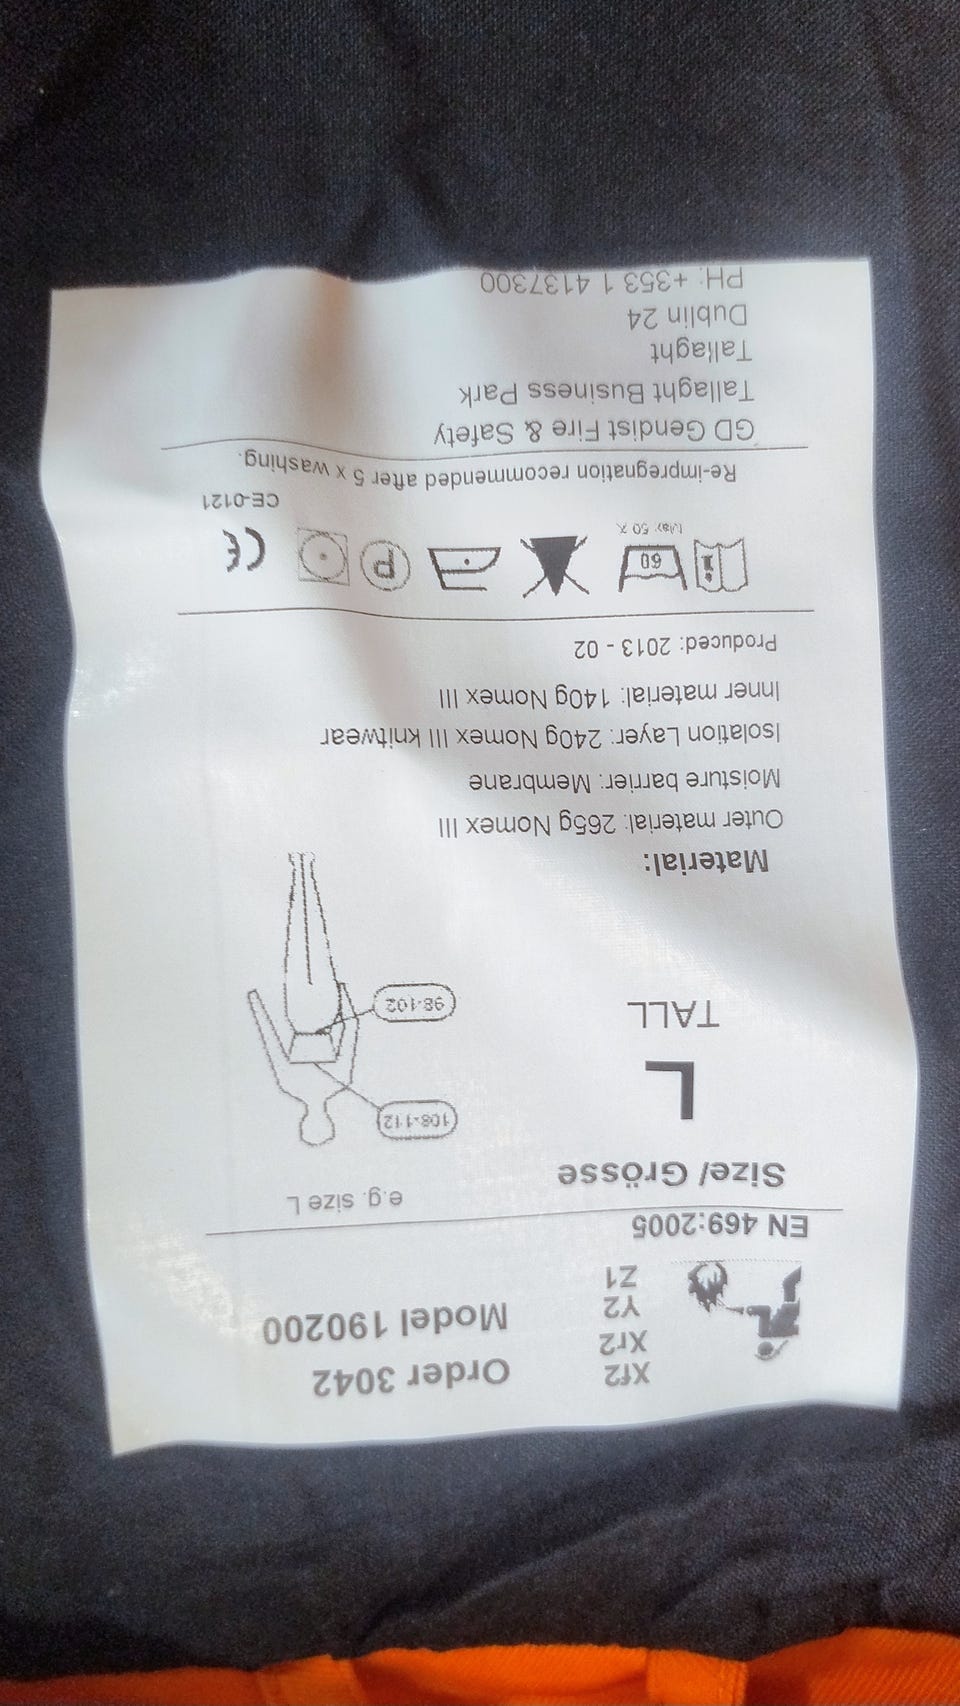 Xf2
Xr2
Y2
Z1
Order 3042
Model 190200
EN 469:2005
Size/ Grösse
e.g. size L
L
TALL
108-112
98-102
Material:
Outer material: 265g Nomex III
Moisture barrier: Membrane
Isolation Layer: 240g Nomex III knitwear
Inner material: 140g Nomex III
Produced: 2013 - 02
i
60
Max 50 x
P
CE
CE-0121
Re-impregnation recommended after 5 x washing.
GD Gendist Fire & Safety
Tallaght Business Park
Tallaght
Dublin 24
PH: +353 1 4137300